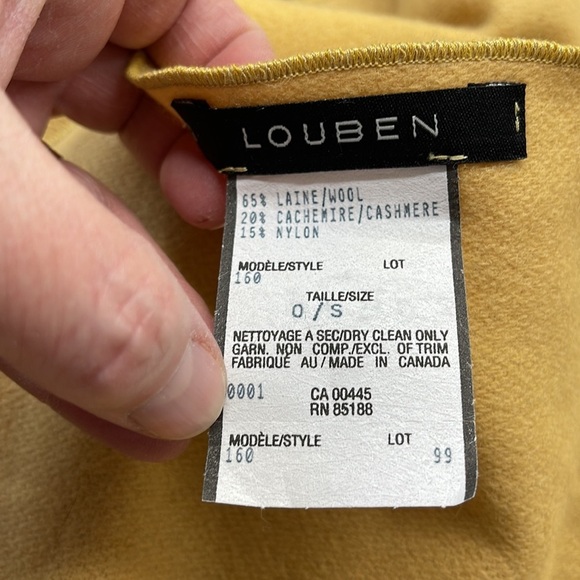 LOUBEN
65% LAINE/WOOL
20% CACHEMIRE/CASHMERE
15% NYLON
MODÈLE/STYLE LOT
160
TAILLE/SIZE
O/S
NETTOYAGE A SEC/DRY CLEAN ONLY
GARN. NON COMP./EXCL. OF TRIM
FABRIQUÉ AU / MADE IN CANADA
0001 CA 00445
RN 85188
MODÈLE/STYLE LOT
160 99